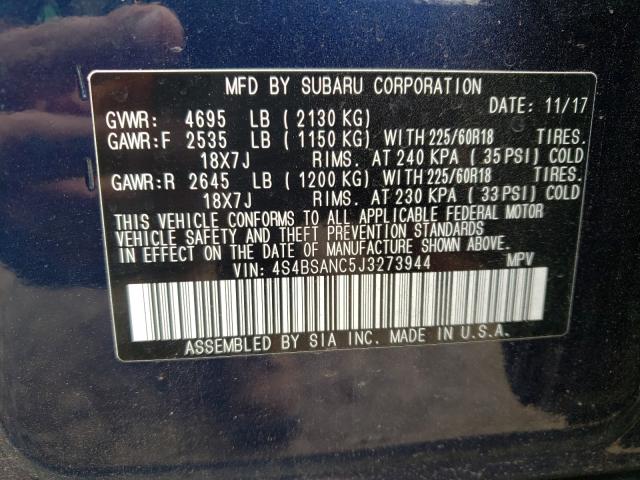 MFD BY SUBARU CORPORATION
DATE: 11/17
GVWR: 4695 LB ( 2130 KG)
GAWR:F 2535 LB ( 1150 KG) WITH 225/60R18 TIRES.
18X7J RIMS. AT 240 KPA ( 35 PSI) COLD
GAWR:R 2645 LB ( 1200 KG) WITH 225/60R18 TIRES.
18X7J RIMS. AT 230 KPA ( 33 PSI) COLD
THIS VEHICLE CONFORMS TO ALL APPLICABLE FEDERAL MOTOR
VEHICLE SAFETY AND THEFT PREVENTION STANDARDS
IN EFFECT ON THE DATE OF MANUFACTURE SHOWN ABOVE.
VIN: 4S4BSANC5J3273944 MPV
ASSEMBLED BY SIA INC. MADE IN U.S.A.